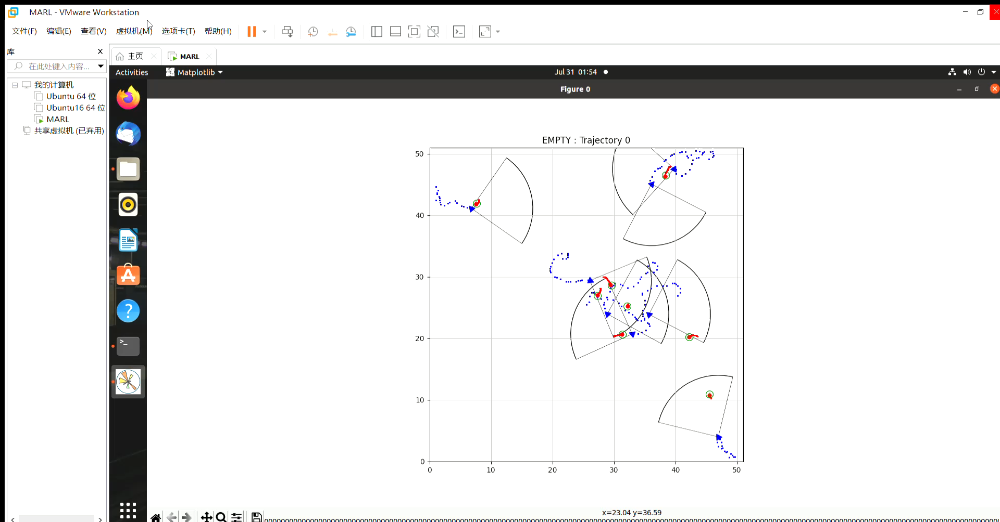 MARL - VMware Workstation
文件(F) 编辑(E) 查看(V) 虚拟机(M) 选项卡(T) 帮助(H)
库
主页
MARL
在此处键入内容...
Activities
Matplotlib
Jul 31 01:54
我的计算机
Ubuntu 64 位
Ubuntu16 64 位
MARL
共享虚拟机 (已弃用)
Figure 0
EMPTY : Trajectory 0
50
40
30
20
10
0
0 10 20 30 40 50
x=23.04 y=36.59